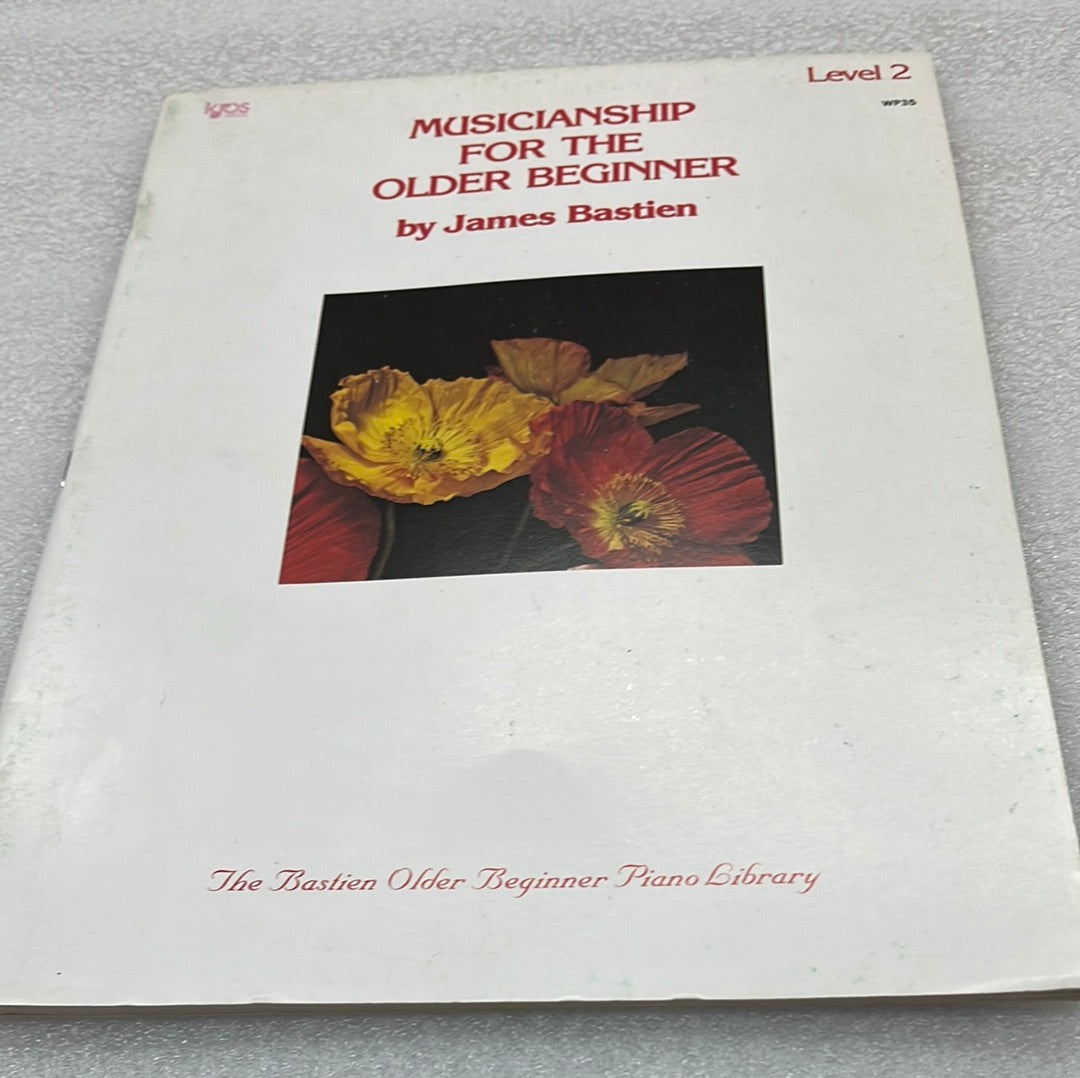 kjos
Level 2
WP35
MUSICIANSHIP
FOR THE
OLDER BEGINNER
by James Bastien
The Bastien Older Beginner Piano Library